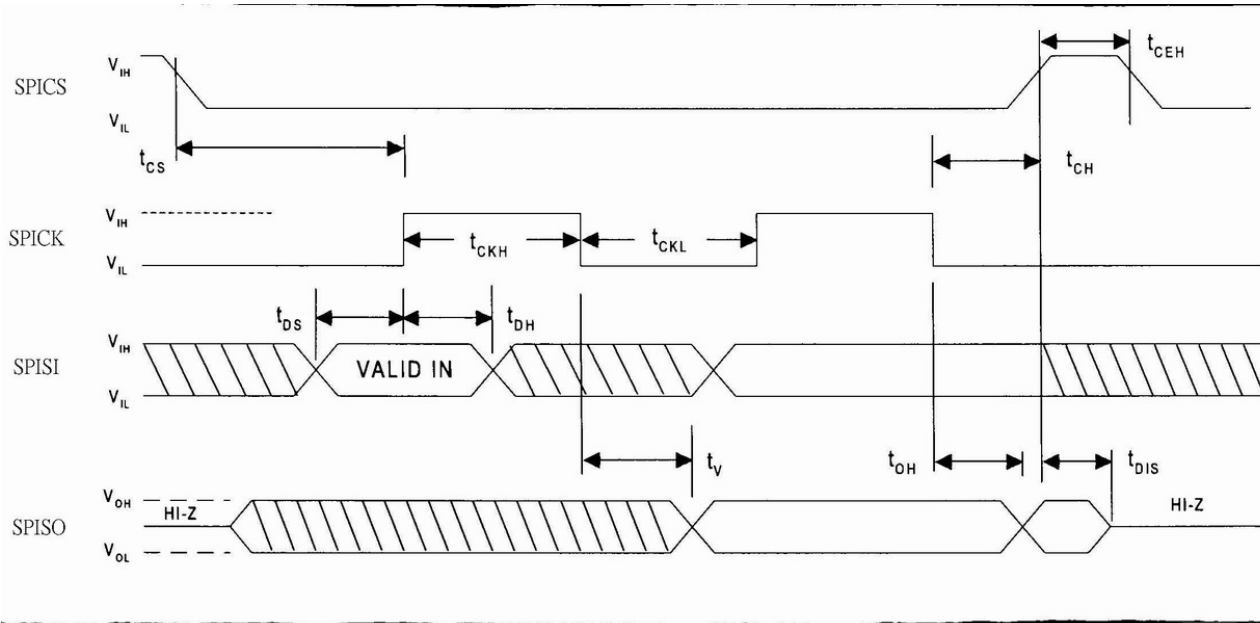 t_CEH
V_IH
SPICS
V_IL
t_CS
t_CH
V_IH
SPICK
t_CKH
t_CKL
V_IL
t_DS
t_DH
V_IH
SPISI
VALID IN
V_IL
t_V
t_OH
t_DIS
V_OH
HI-Z
HI-Z
SPISO
V_OL